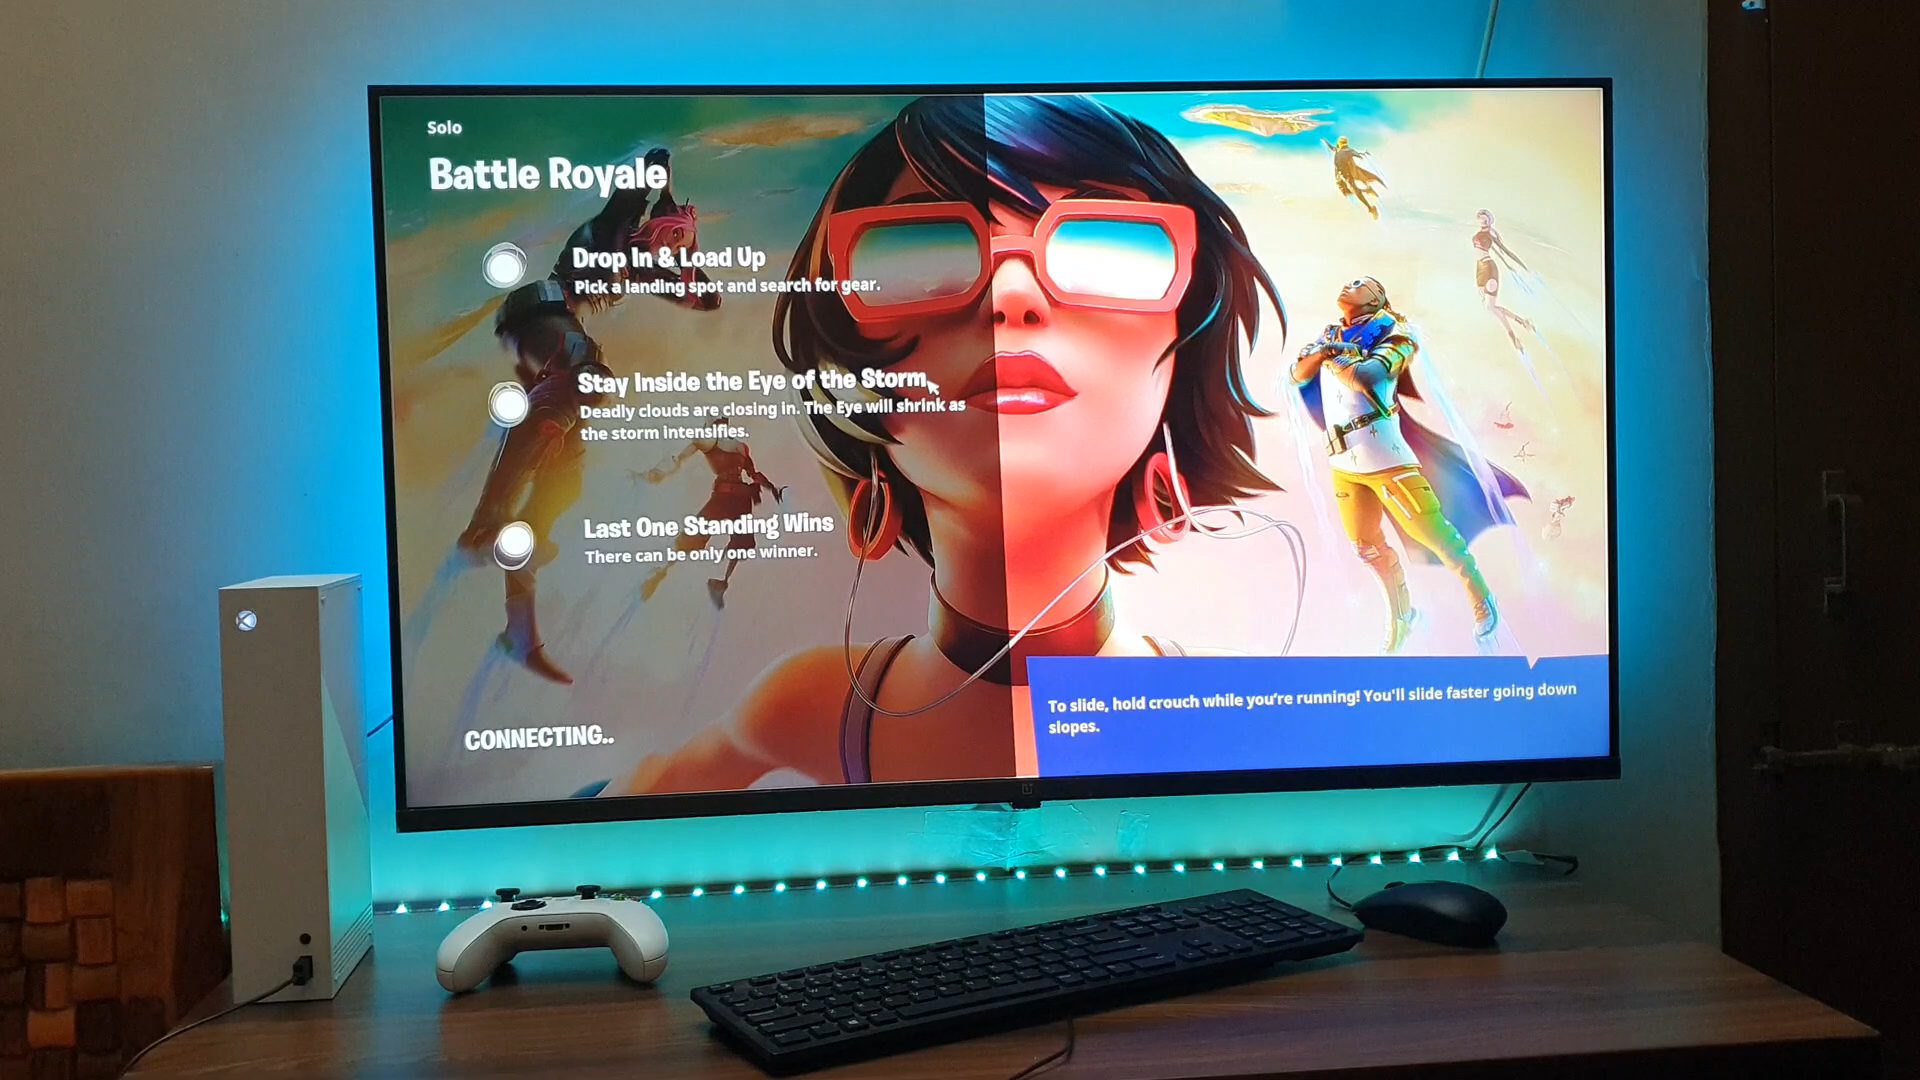 Solo
Battle Royale
Drop In & Load Up
Pick a landing spot and search for gear.
Stay Inside the Eye of the Storm
Deadly clouds are closing in. The Eye will shrink as
the storm intensifies.
Last One Standing Wins
There can be only one winner.
CONNECTING..
To slide, hold crouch while you're running! You'll slide faster going down
slopes.